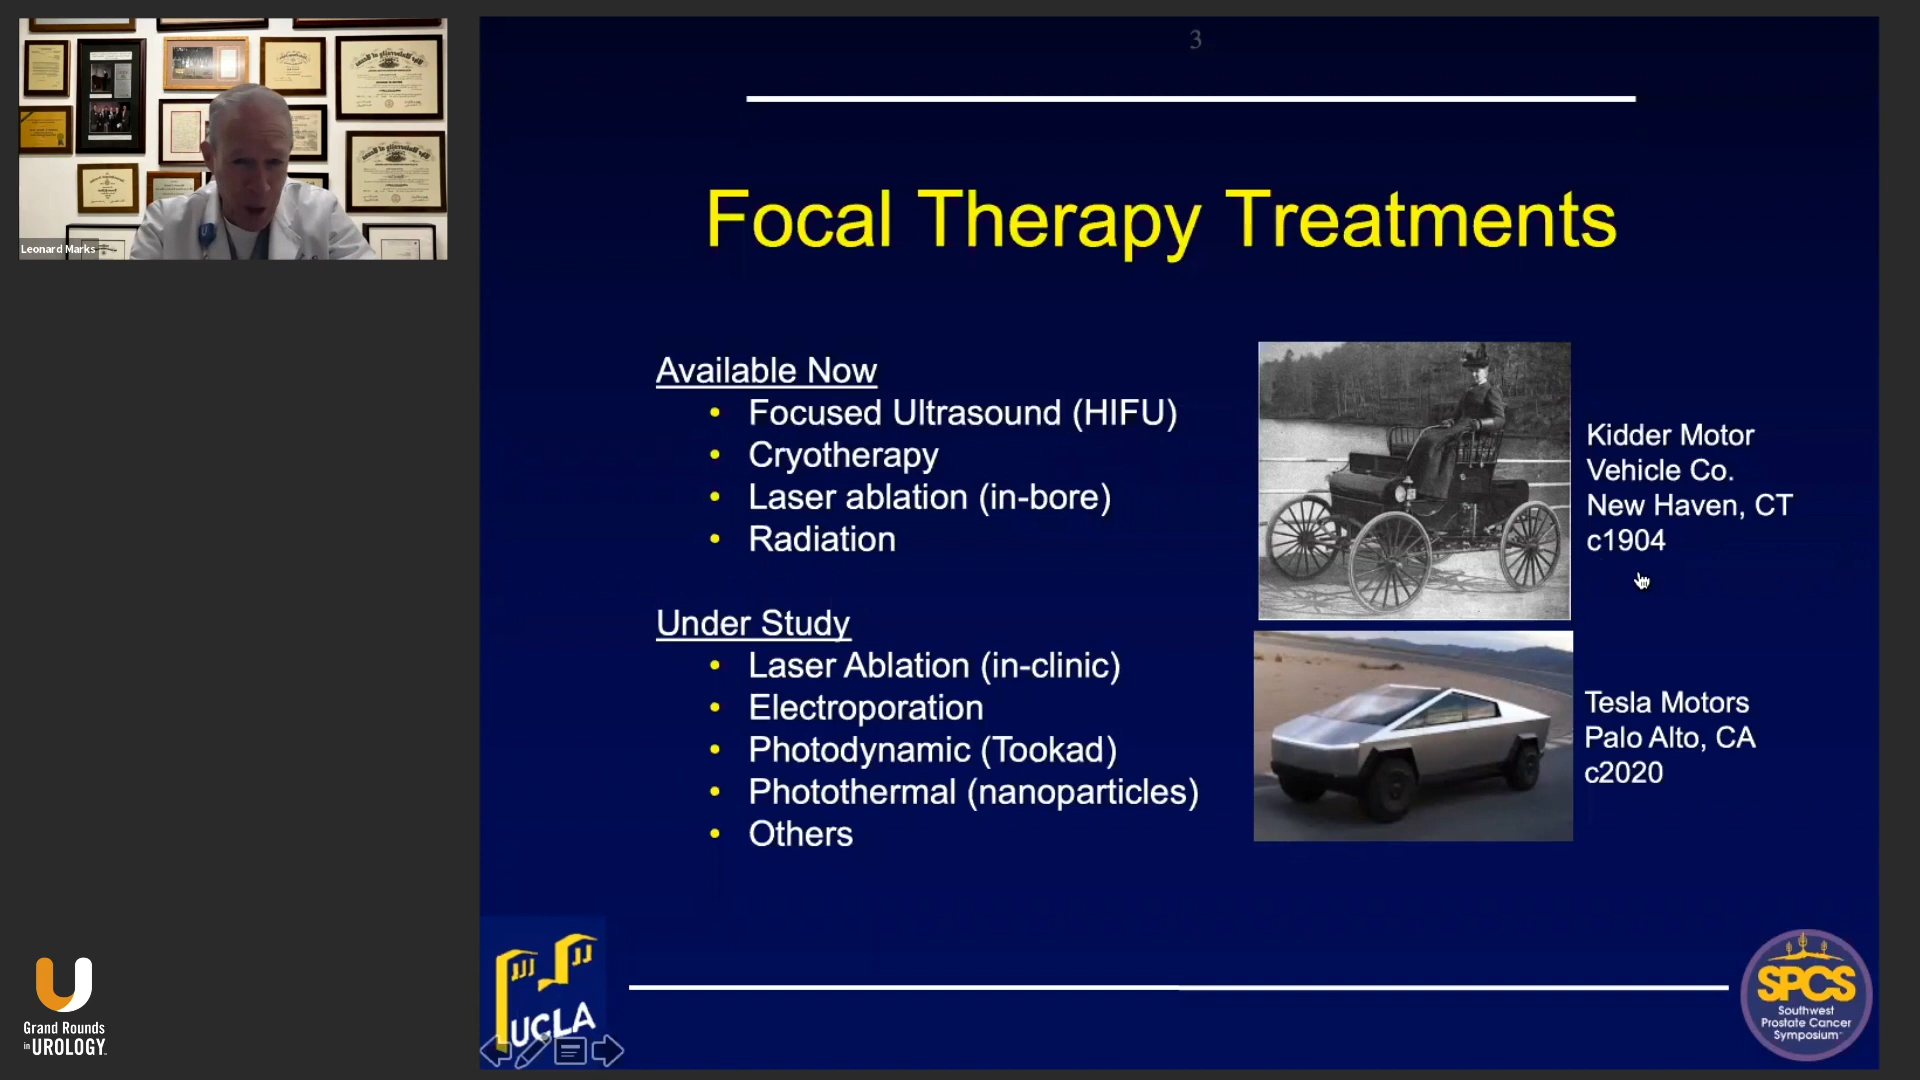 Leonard Marks
3
Focal Therapy Treatments
Available Now
• Focused Ultrasound (HIFU)
• Cryotherapy
• Laser ablation (in-bore)
• Radiation
Under Study
• Laser Ablation (in-clinic)
• Electroporation
• Photodynamic (Tookad)
• Photothermal (nanoparticles)
• Others
Kidder Motor
Vehicle Co.
New Haven, CT
c1904
Tesla Motors
Palo Alto, CA
c2020
UCLA
SPCS
Southwest
Prostate Cancer
Symposium
Grand Rounds
in UROLOGY